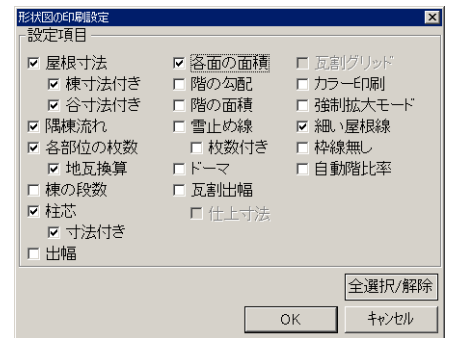 形状図の印刷設定
設定項目
屋根寸法
棟寸法付き
谷寸法付き
隅棟流れ
各部位の枚数
地瓦換算
棟の段数
柱芯
寸法付き
出幅
各面の面積
階の勾配
階の面積
雪止め線
枚数付き
ドーマ
瓦割出幅
仕上寸法
瓦割グリッド
カラー印刷
強制拡大モード
細い屋根線
枠線無し
自動階比率
全選択/解除
OK
キャンセル